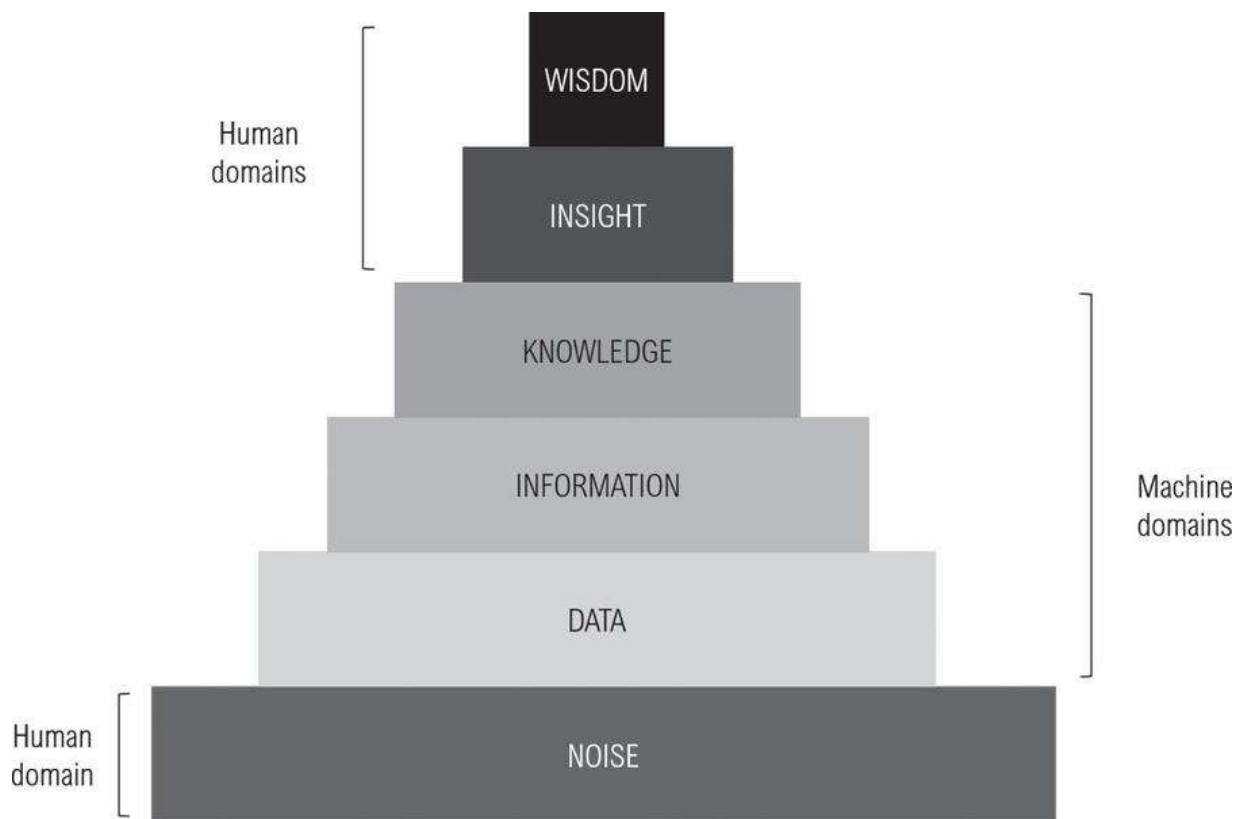 WISDOM
Human
domains
INSIGHT
KNOWLEDGE
INFORMATION
Machine
domains
DATA
Human
domain
NOISE